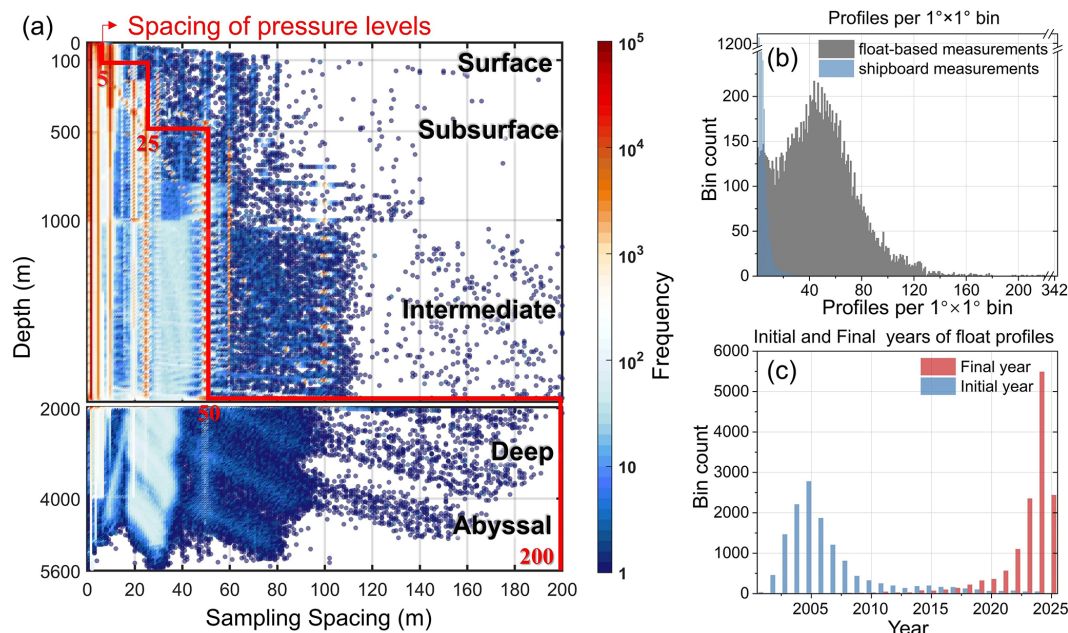 (a)
Spacing of pressure levels
0
100
500
1000
2000
4000
5600
Depth (m)
5
25
50
200
Surface
Subsurface
Intermediate
Deep
Abyssal
0 20 40 60 80 100 120 140 160 180 200
Sampling Spacing (m)
10^5
10^4
10^3
10^2
10
1
Frequency
Profiles per 1°×1° bin
(b)
float-based measurements
shipboard measurements
1200
200
150
100
50
0
Bin count
40 80 120 160 200 342
Profiles per 1°×1° bin
Initial and Final years of float profiles
(c)
Final year
Initial year
6000
5000
4000
3000
2000
1000
0
Bin count
2005 2010 2015 2020 2025
Year